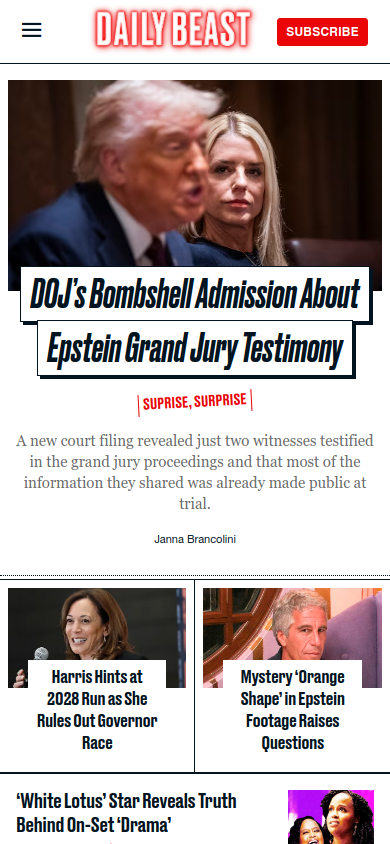 DAILY BEAST
SUBSCRIBE
DOJ’s Bombshell Admission About
Epstein Grand Jury Testimony
SUPRISE, SURPRISE
A new court filing revealed just two witnesses testified
in the grand jury proceedings and that most of the
information they shared was already made public at
trial.
Janna Brancolini
Harris Hints at
2028 Run as She
Rules Out Governor
Race
Mystery ‘Orange
Shape’ in Epstein
Footage Raises
Questions
‘White Lotus’ Star Reveals Truth
Behind On-Set ‘Drama’